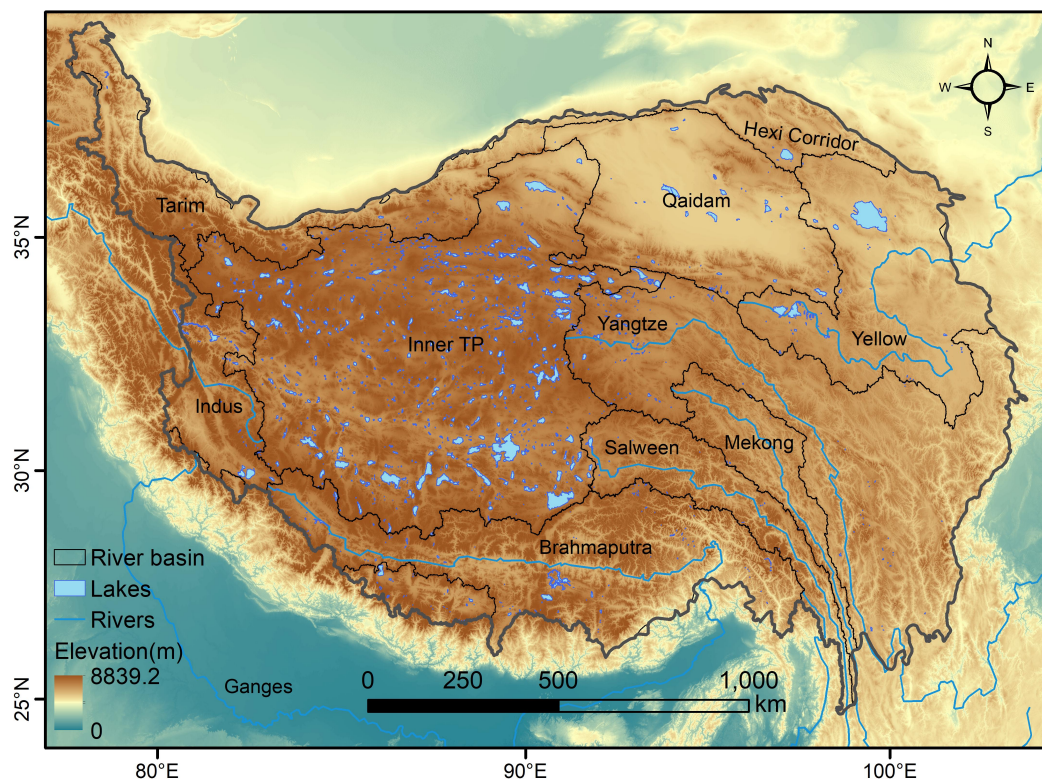 N
W E
S
Hexi Corridor
Tarim
Qaidam
35°N
Yangtze
Yellow
Inner TP
Indus
Salween
Mekong
30°N
Brahmaputra
River basin
Lakes
Rivers
Elevation(m)
8839.2
0
Ganges
0 250 500 1,000
km
25°N
80°E 90°E 100°E